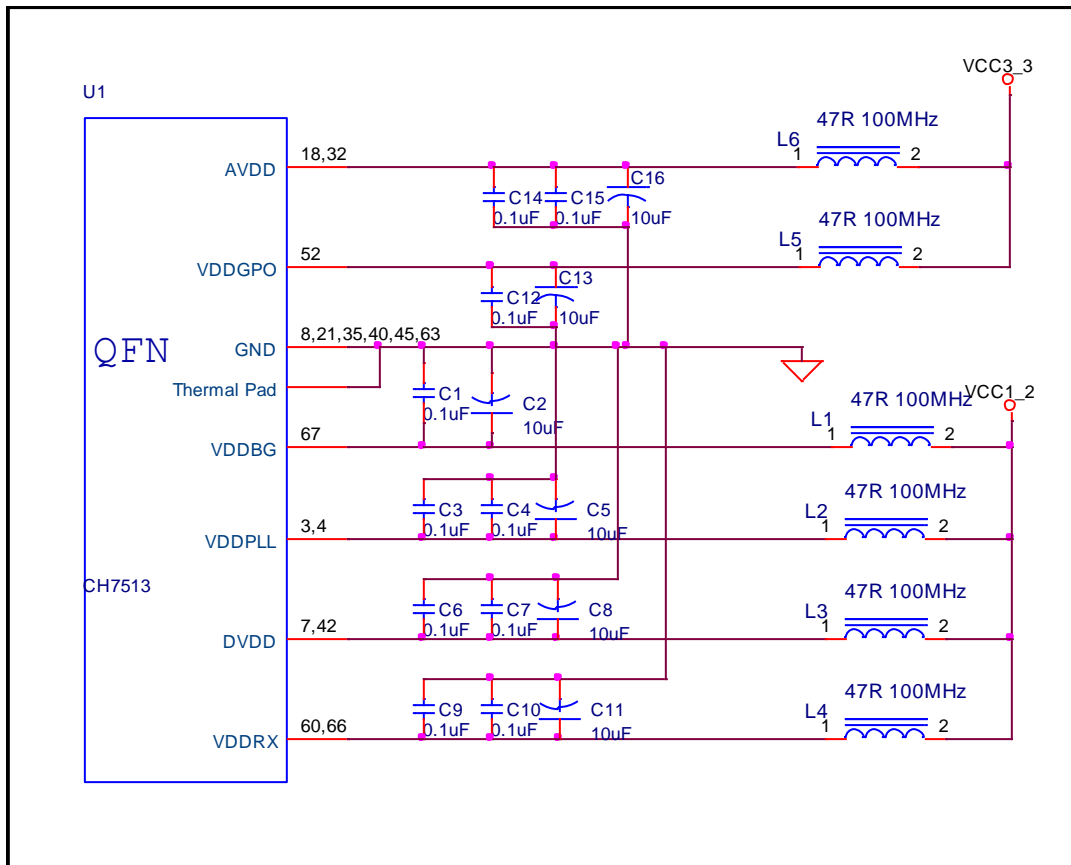 VCC3_3
U1
47R 100MHz
L6
1 2
18,32
AVDD
C16
C14 C15
0.1uF 0.1uF 10uF
47R 100MHz
L5
1 2
52
VDDGPO
C13
C12
0.1uF 10uF
8,21,35,40,45,63
QFN
GND
Thermal Pad
VCC1_2
47R 100MHz
C1 C2
0.1uF
10uF
L1
1 2
67
VDDBG
47R 100MHz
C3 C4 C5
L2
1 2
0.1uF 0.1uF 10uF
3,4
VDDPLL
CH7513
47R 100MHz
C6 C7 C8
L3
1 2
0.1uF 0.1uF 10uF
7,42
DVDD
47R 100MHz
C9 C10 C11
L4
1 2
0.1uF 0.1uF 10uF
60,66
VDDRX